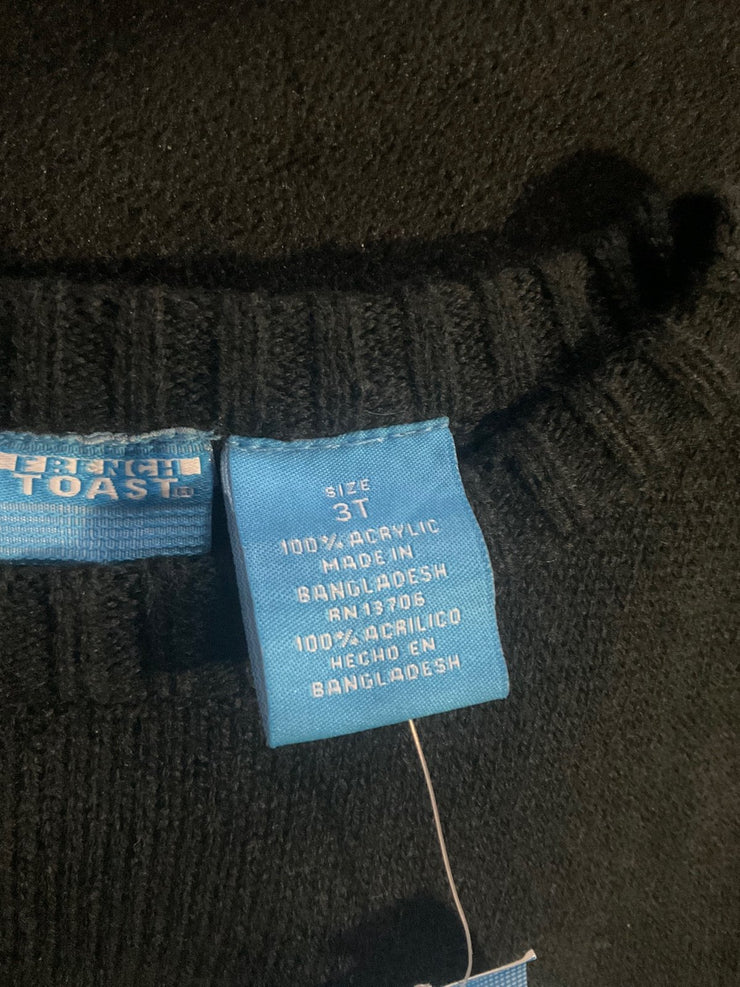 FRENCH
TOAST
SIZE
3T
100% ACRYLIC
MADE IN
BANGLADESH
RN 13706
100% ACRILICO
HECHO EN
BANGLADESH